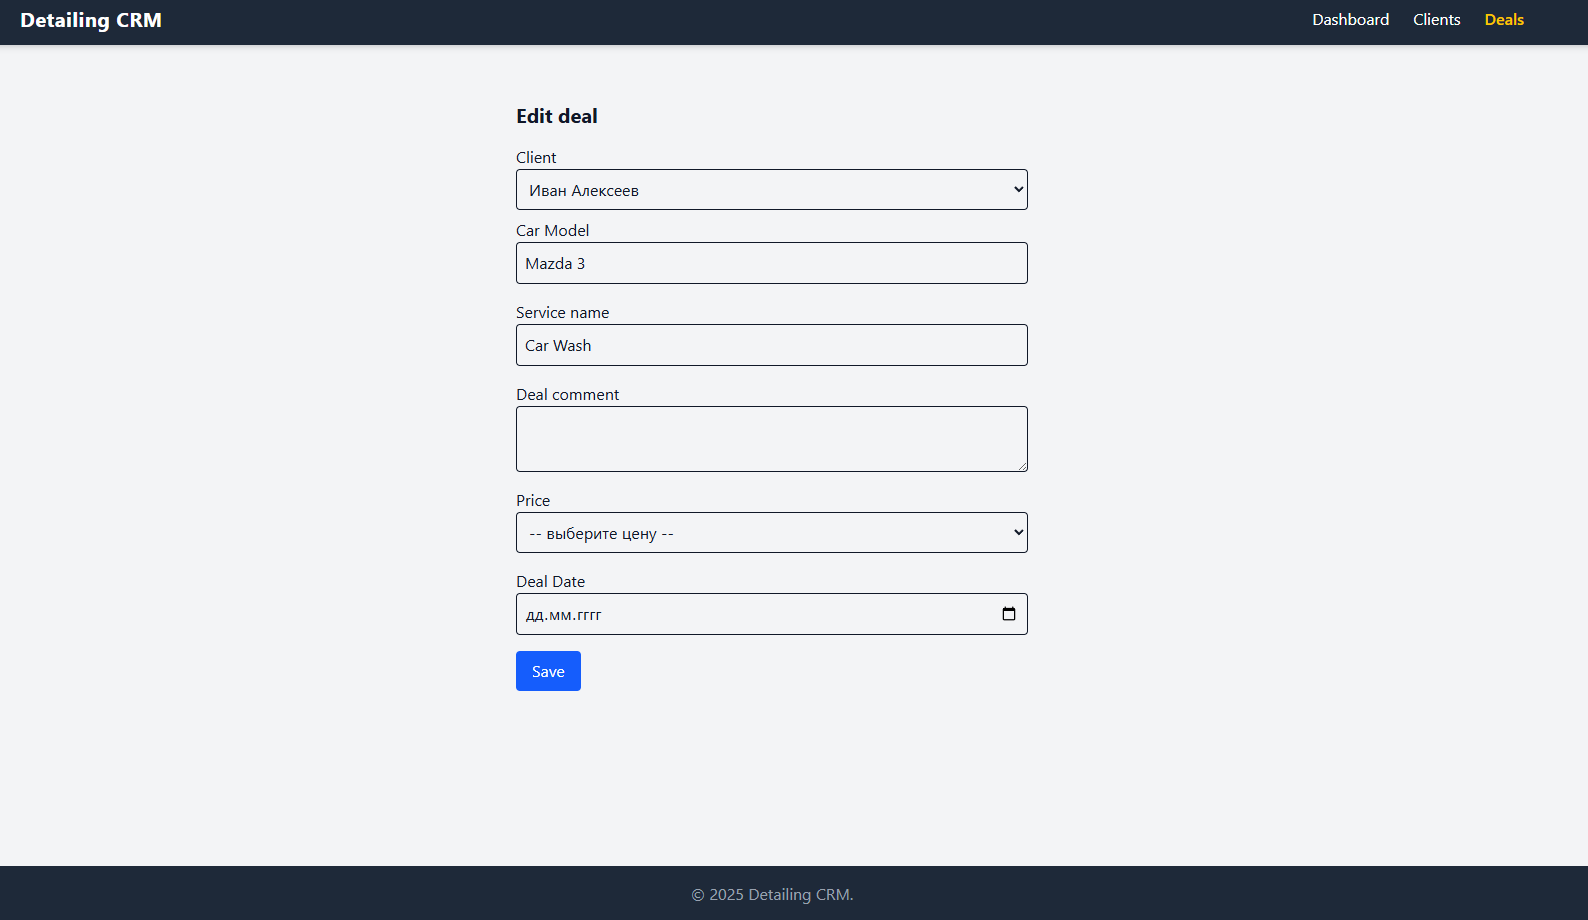 Detailing CRM
Dashboard Clients Deals
Edit deal
Client
Иван Алексеев
Car Model
Mazda 3
Service name
Car Wash
Deal comment
Price
-- выберите цену --
Deal Date
дд.мм.гггг
Save
© 2025 Detailing CRM.